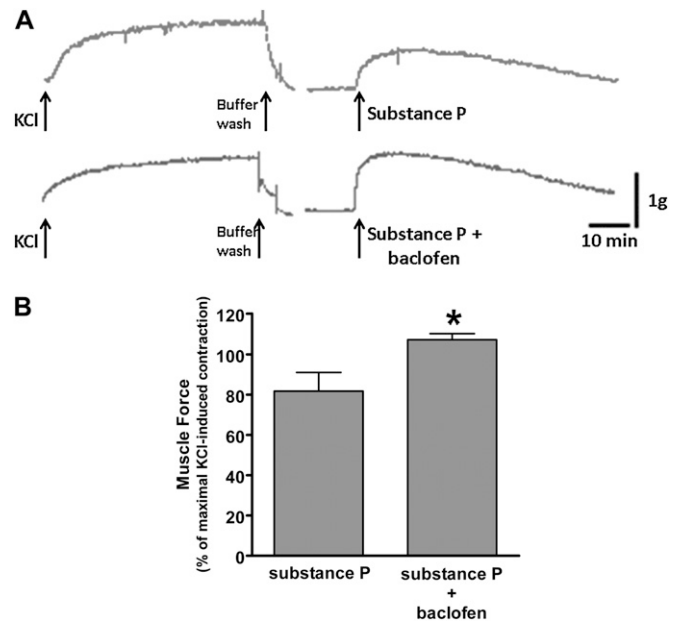 A
KCl
Buffer
wash
Substance P
KCl
Buffer
wash
Substance P +
baclofen
1g
10 min
B
Muscle Force
(% of maximal KCl-induced contraction)
120
100
80
60
40
20
0
*
substance P
substance P
+
baclofen